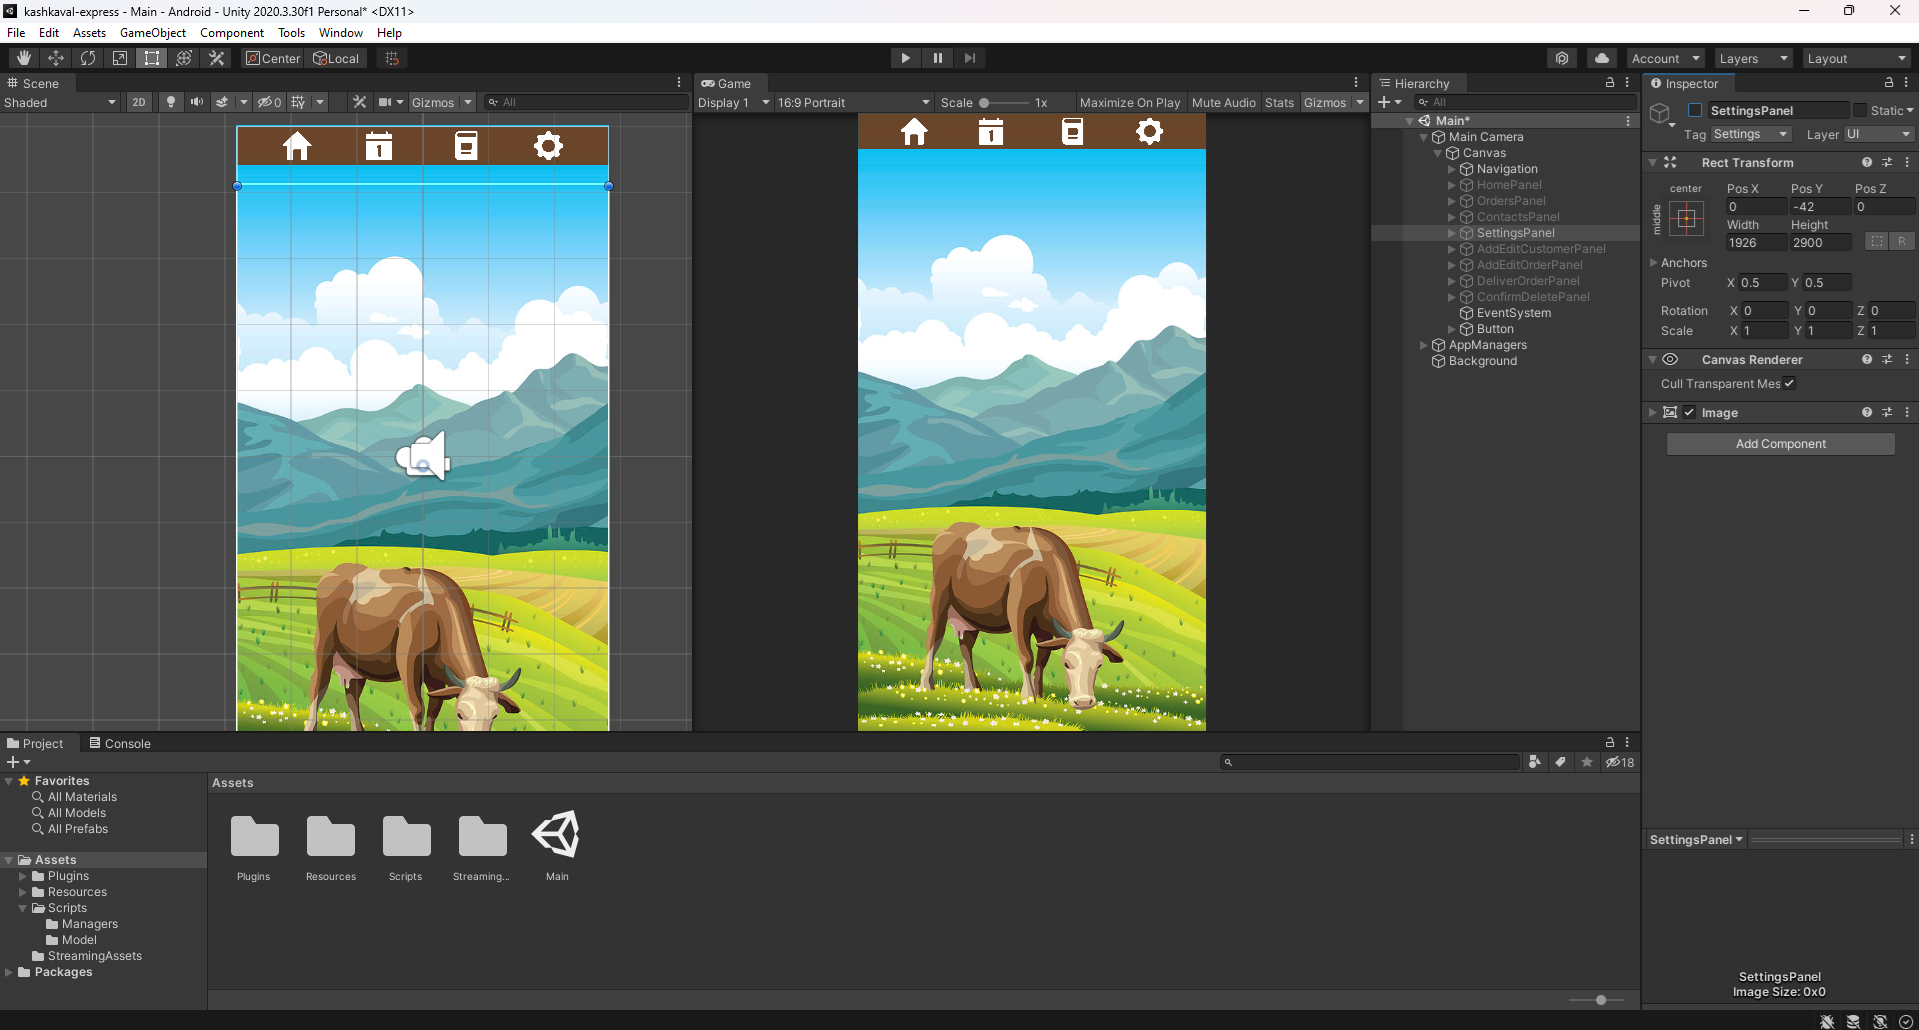 kashkaval-express - Main - Android - Unity 2020.3.30f1 Personal* <DX11>
File Edit Assets GameObject Component Tools Window Help
Center Local Account Layers Layout
Scene
Shaded 2D 0 Gizmos All
Game
Display 1 16:9 Portrait Scale 1x Maximize On Play Mute Audio Stats Gizmos
1
1
Hierarchy
All
Main*
Main Camera
Canvas
Navigation
HomePanel
OrdersPanel
ContactsPanel
SettingsPanel
AddEditCustomerPanel
AddEditOrderPanel
DeliverOrderPanel
ConfirmDeletePanel
EventSystem
Button
AppManagers
Background
Inspector
SettingsPanel Static
Tag Settings Layer UI
Rect Transform
center Pos X Pos Y Pos Z
middle 0 -42 0
Width Height
1926 2900 R
Anchors
Pivot X 0.5 Y 0.5
Rotation X 0 Y 0 Z 0
Scale X 1 Y 1 Z 1
Canvas Renderer
Cull Transparent Mes
Image
Add Component
SettingsPanel
SettingsPanel
Image Size: 0x0
Project Console
18
Favorites
All Materials
All Models
All Prefabs
Assets
Plugins
Resources
Scripts
Managers
Model
StreamingAssets
Packages
Assets
Plugins Resources Scripts Streaming... Main